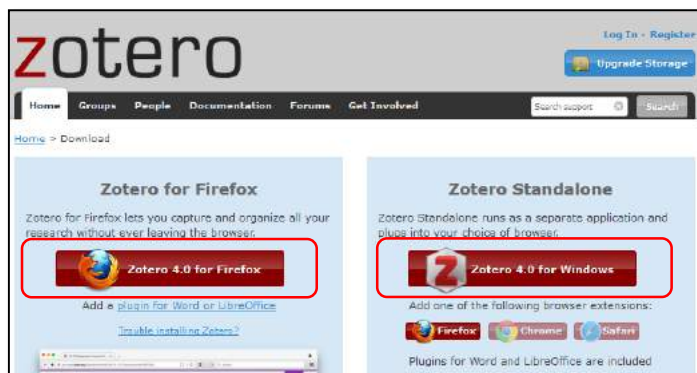 zotero
Log In - Register
Upgrade Storage
Home Groups People Documentation Forums Get Involved
Search support
Search
Home > Download
Zotero for Firefox
Zotero for Firefox lets you capture and organize all your
research without ever leaving the browser.
Zotero 4.0 for Firefox
Add a plugin for Word or LibreOffice
Trouble installing Zotero?
Zotero Standalone
Zotero Standalone runs as a separate application and
plugs into your choice of browser.
Zotero 4.0 for Windows
Add one of the following browser extensions:
Firefox Chrome Safari
Plugins for Word and LibreOffice are included